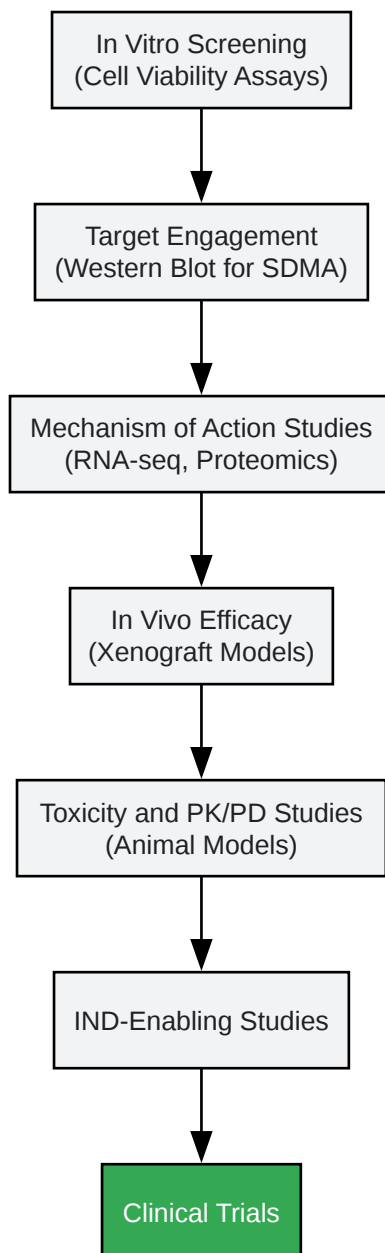 In Vitro Screening
(Cell Viability Assays)
Target Engagement
(Western Blot for SDMA)
Mechanism of Action Studies
(RNA-seq, Proteomics)
In Vivo Efficacy
(Xenograft Models)
Toxicity and PK/PD Studies
(Animal Models)
IND-Enabling Studies
Clinical Trials